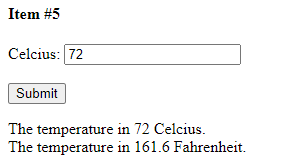 Item #5
Celcius: 72
Submit
The temperature in 72 Celcius.
The temperature in 161.6 Fahrenheit.